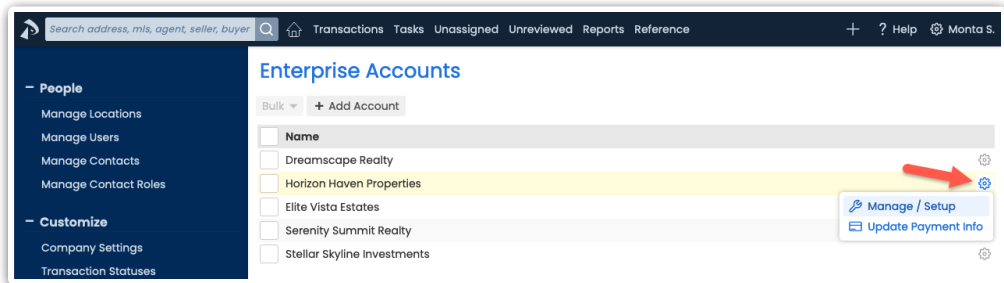 Search address, mls, agent, seller, buyer
Transactions Tasks Unassigned Unreviewed Reports Reference
+ ? Help Monta S.
− People
Manage Locations
Manage Users
Manage Contacts
Manage Contact Roles
− Customize
Company Settings
Transaction Statuses
Enterprise Accounts
Bulk + Add Account
Name
Dreamscape Realty
Horizon Haven Properties
Elite Vista Estates
Serenity Summit Realty
Stellar Skyline Investments
Manage / Setup
Update Payment Info